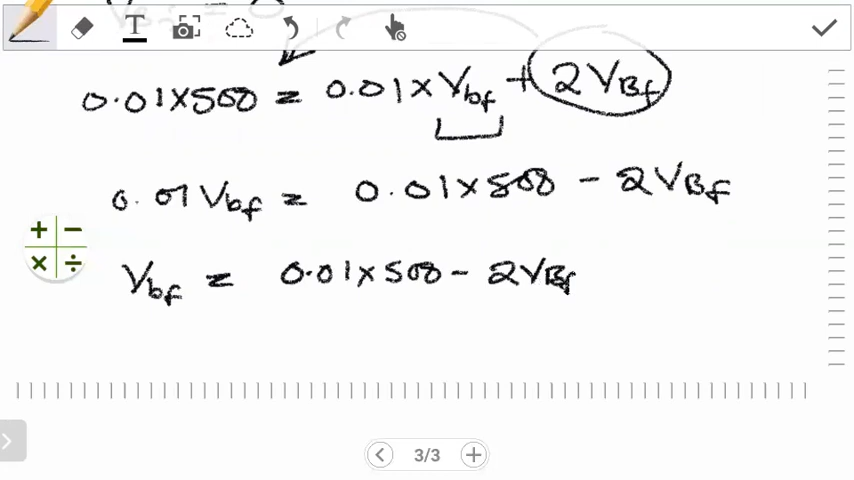 T
0.01×500 = 0.01×Vbf + 2VBf
0.01Vbf = 0.01×500 - 2VBf
Vbf = 0.01×500 - 2VBf
+ -
× ÷
3/3